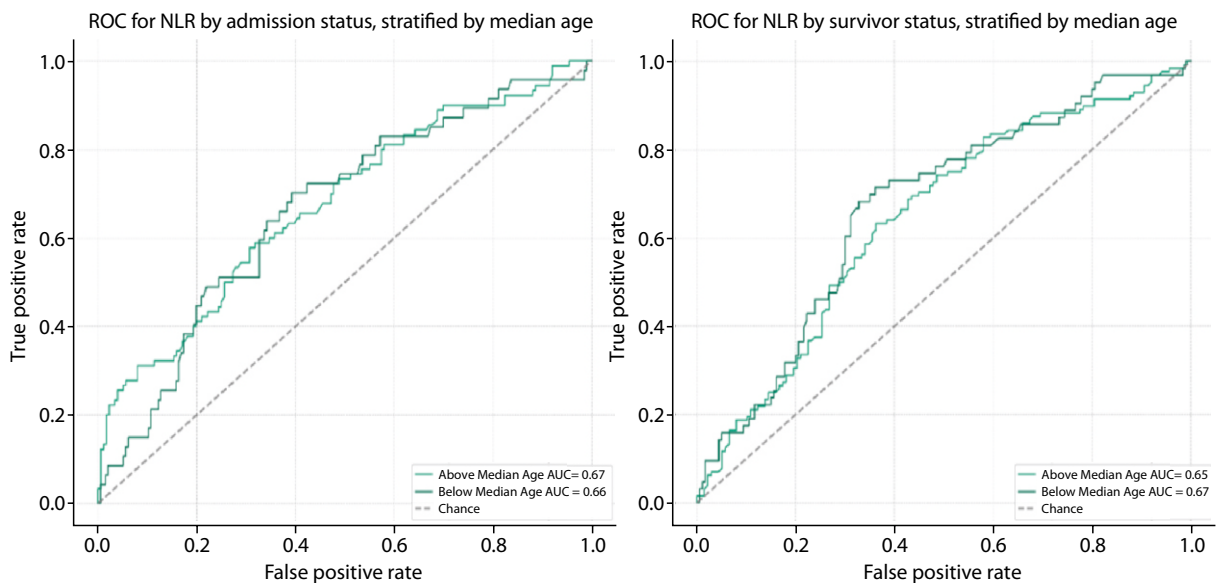 ROC for NLR by admission status, stratified by median age
True positive rate
1.0
0.8
0.6
0.4
0.2
0.0
Above Median Age AUC= 0.67
Below Median Age AUC = 0.66
Chance
0.0 0.2 0.4 0.6 0.8 1.0
False positive rate
ROC for NLR by survivor status, stratified by median age
True positive rate
1.0
0.8
0.6
0.4
0.2
0.0
Above Median Age AUC= 0.65
Below Median Age AUC = 0.67
Chance
0.0 0.2 0.4 0.6 0.8 1.0
False positive rate